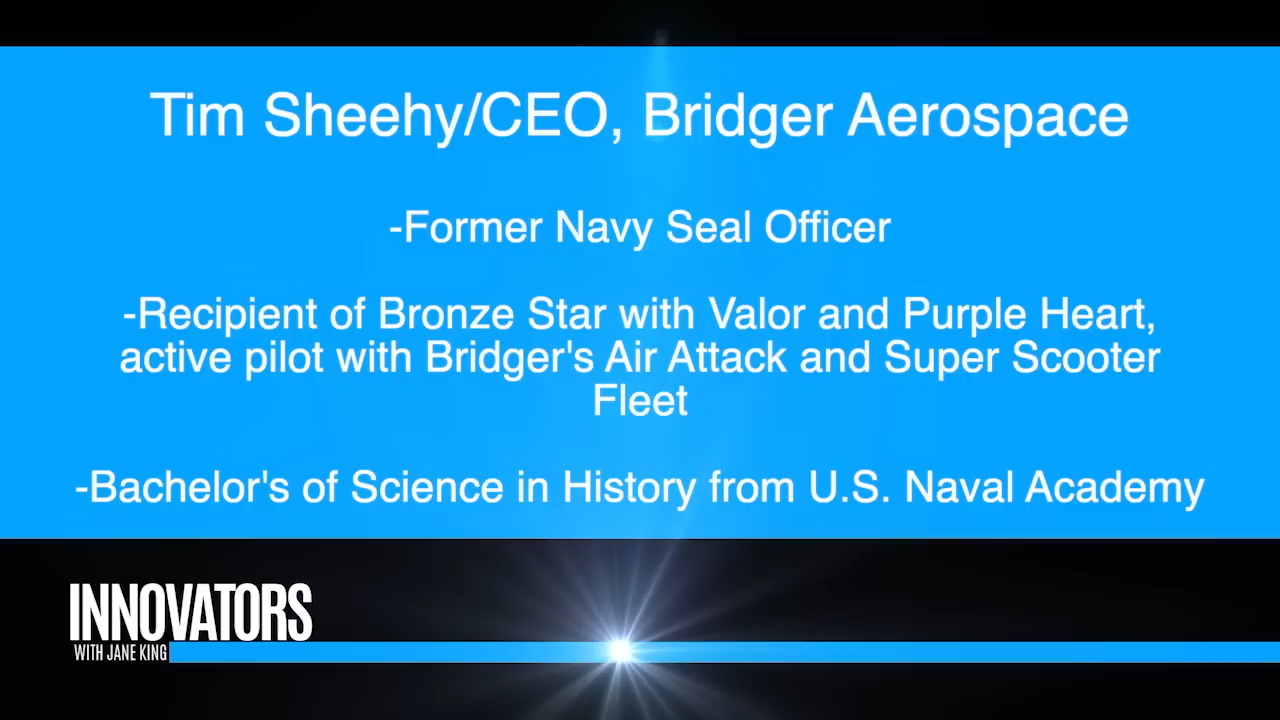 Tim Sheehy/CEO, Bridger Aerospace
-Former Navy Seal Officer
-Recipient of Bronze Star with Valor and Purple Heart,
active pilot with Bridger's Air Attack and Super Scooter
Fleet
-Bachelor's of Science in History from U.S. Naval Academy
INNOVATORS
WITH JANE KING